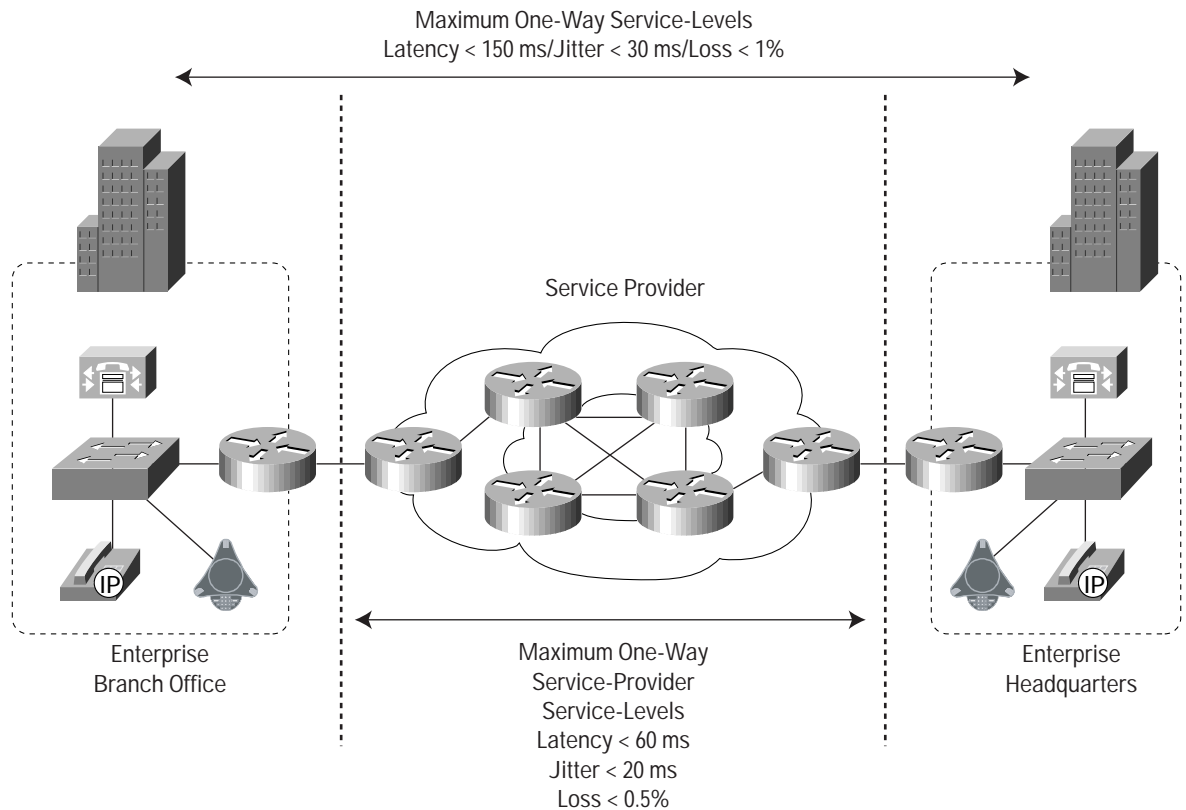 Maximum One-Way Service-Levels
Latency < 150 ms/Jitter < 30 ms/Loss < 1%
Service Provider
IP
IP
Enterprise
Branch Office
Maximum One-Way
Service-Provider
Service-Levels
Latency < 60 ms
Jitter < 20 ms
Loss < 0.5%
Enterprise
Headquarters